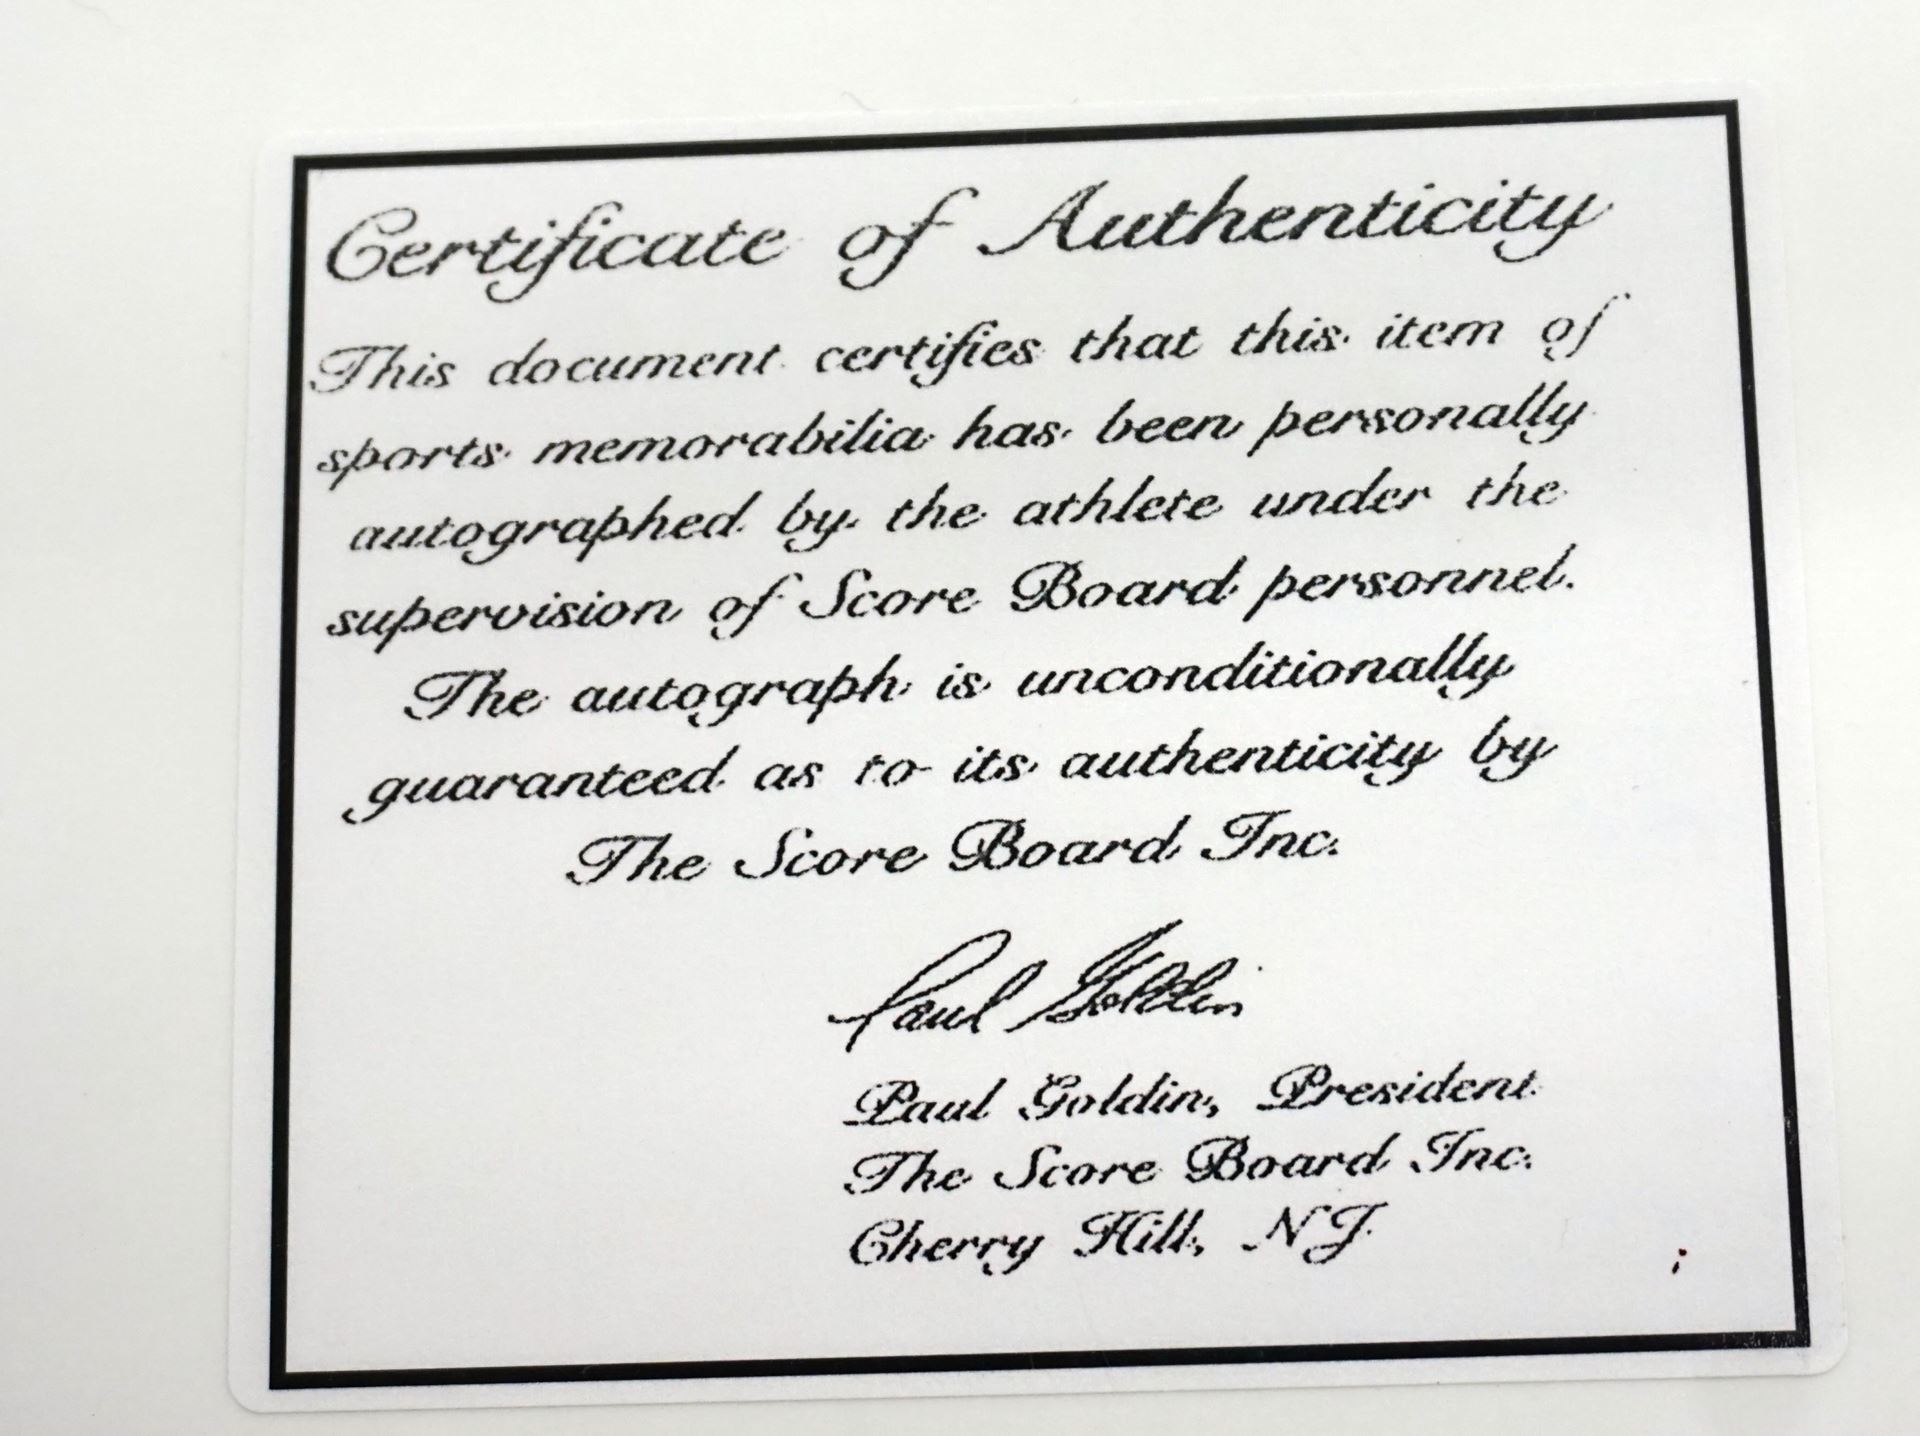 Certificate of Authenticity
This document certifies that this item of
sports memorabilia has been personally
autographed by the athlete under the
supervision of Score Board personnel.
The autograph is unconditionally
guaranteed as to its authenticity by
The Score Board Inc.
Paul Goldin
Paul Goldin, President
The Score Board Inc.
Cherry Hill, NJ